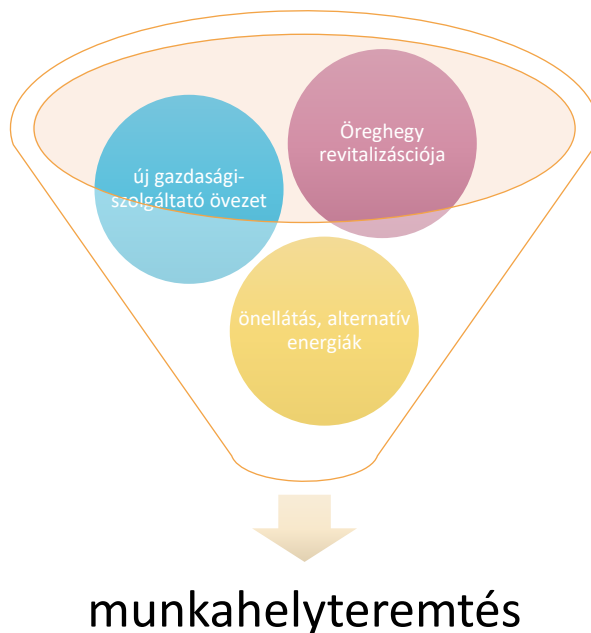 Öreghegy
revitalizásciója
új gazdasági-
szolgáltató övezet
önellátás, alternatív
energiák
munkahelyteremtés